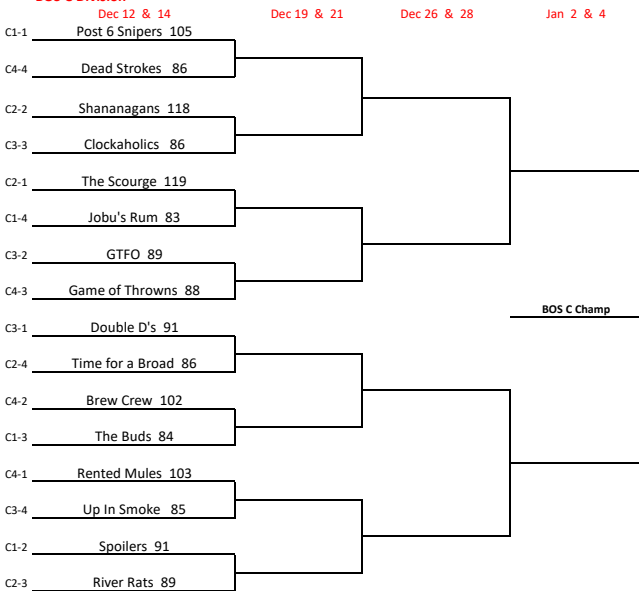 Dec 12 & 14 Dec 19 & 21 Dec 26 & 28 Jan 2 & 4
C1-1 Post 6 Snipers 105
C4-4 Dead Strokes 86
C2-2 Shananagans 118
C3-3 Clockaholics 86
C2-1 The Scourge 119
C1-4 Jobu's Rum 83
C3-2 GTFO 89
C4-3 Game of Throwns 88
BOS C Champ
C3-1 Double D's 91
C2-4 Time for a Broad 86
C4-2 Brew Crew 102
C1-3 The Buds 84
C4-1 Rented Mules 103
C3-4 Up In Smoke 85
C1-2 Spoilers 91
C2-3 River Rats 89